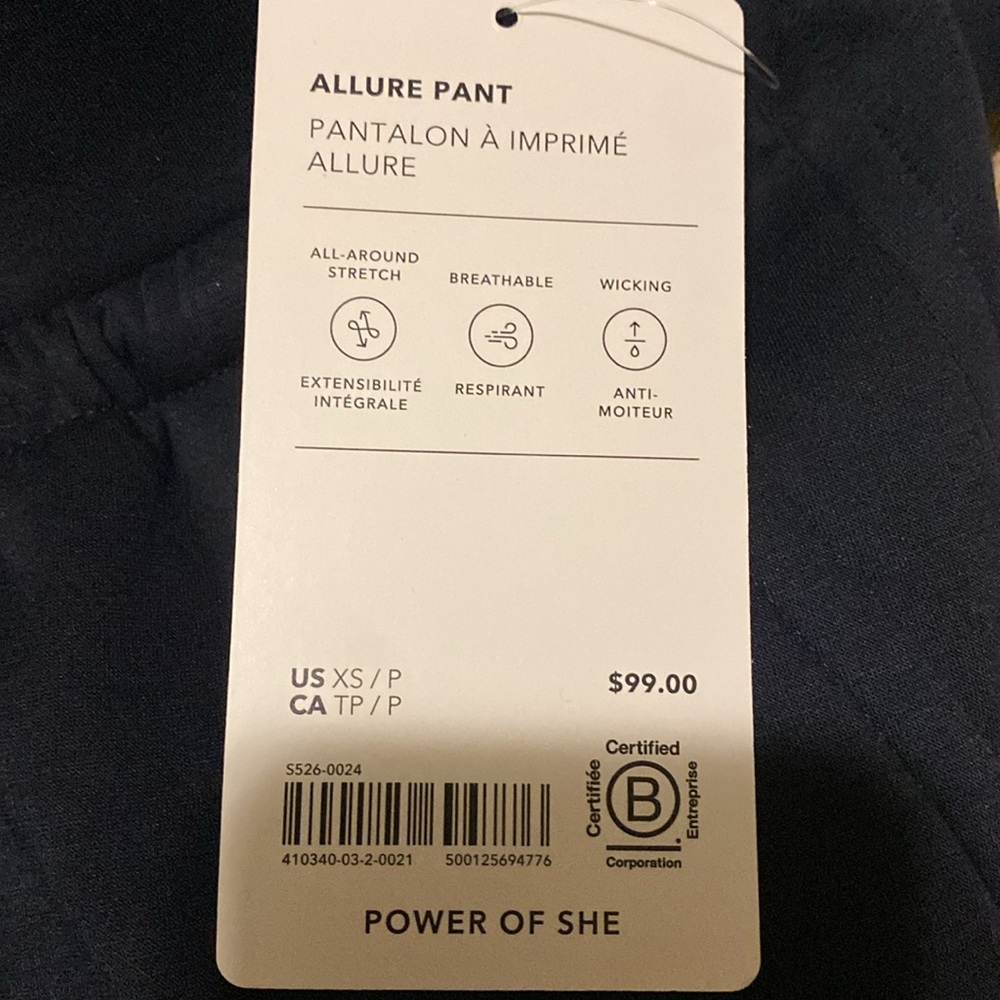 ALLURE PANT
PANTALON À IMPRIMÉ
ALLURE
ALL-AROUND
STRETCH
BREATHABLE
WICKING
EXTENSIBILITÉ
INTÉGRALE
RESPIRANT
ANTI-
MOITEUR
US XS / P
CA TP / P
$99.00
S526-0024
410340-03-2-0021 500125694776
Certified
Certifiée
B
Entreprise
Corporation
POWER OF SHE